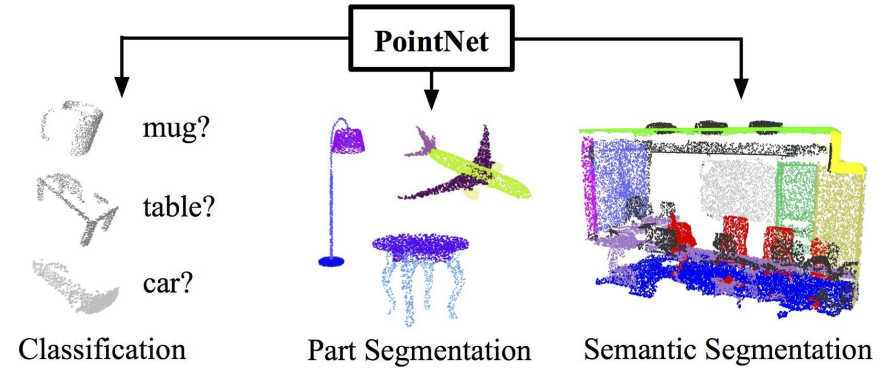 PointNet
mug?
table?
car?
Classification
Part Segmentation
Semantic Segmentation